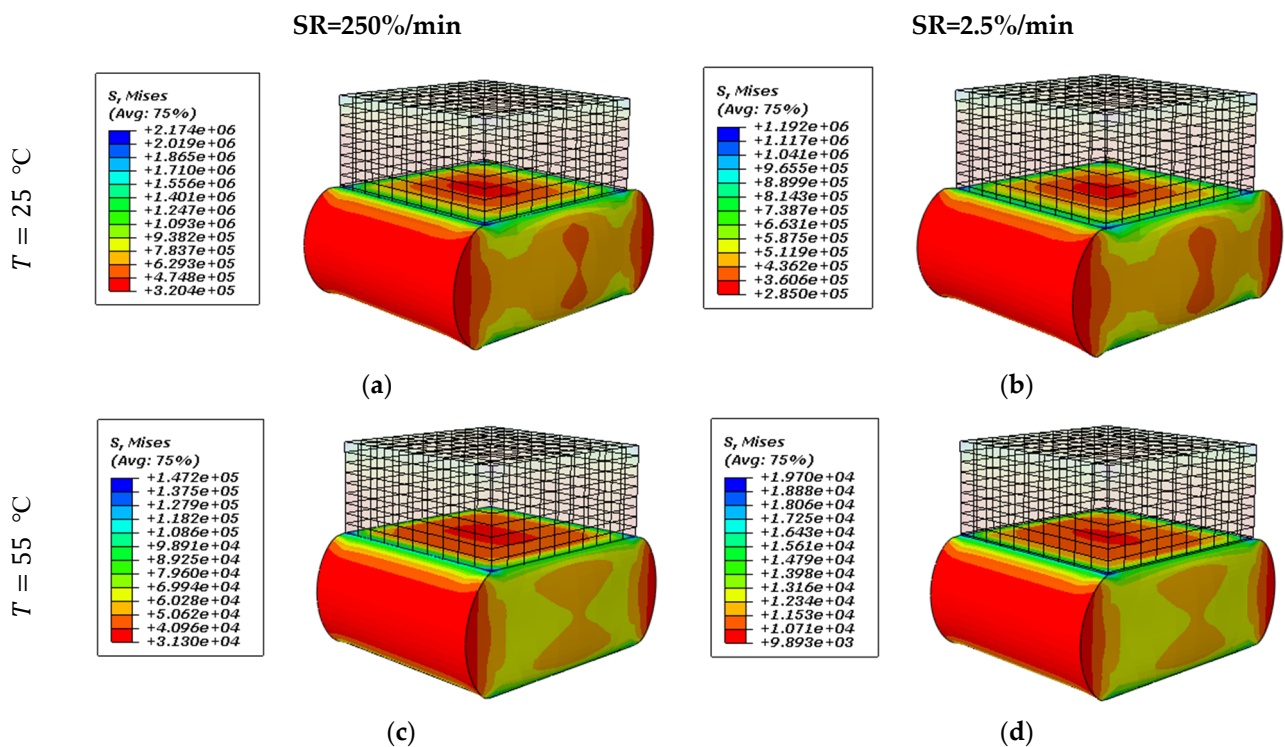 SR=250%/min
SR=2.5%/min
T = 25 °C
S, Mises
(Avg: 75%)
+2.174e+06
+2.019e+06
+1.865e+06
+1.710e+06
+1.556e+06
+1.401e+06
+1.247e+06
+1.093e+06
+9.382e+05
+7.837e+05
+6.293e+05
+4.748e+05
+3.204e+05
(a)
S, Mises
(Avg: 75%)
+1.192e+06
+1.117e+06
+1.041e+06
+9.655e+05
+8.899e+05
+8.143e+05
+7.387e+05
+6.631e+05
+5.875e+05
+5.119e+05
+4.362e+05
+3.606e+05
+2.850e+05
(b)
T = 55 °C
S, Mises
(Avg: 75%)
+1.472e+05
+1.375e+05
+1.279e+05
+1.182e+05
+1.086e+05
+9.891e+04
+8.925e+04
+7.960e+04
+6.994e+04
+6.028e+04
+5.062e+04
+4.096e+04
+3.130e+04
(c)
S, Mises
(Avg: 75%)
+1.970e+04
+1.888e+04
+1.806e+04
+1.725e+04
+1.643e+04
+1.561e+04
+1.479e+04
+1.398e+04
+1.316e+04
+1.234e+04
+1.153e+04
+1.071e+04
+9.893e+03
(d)